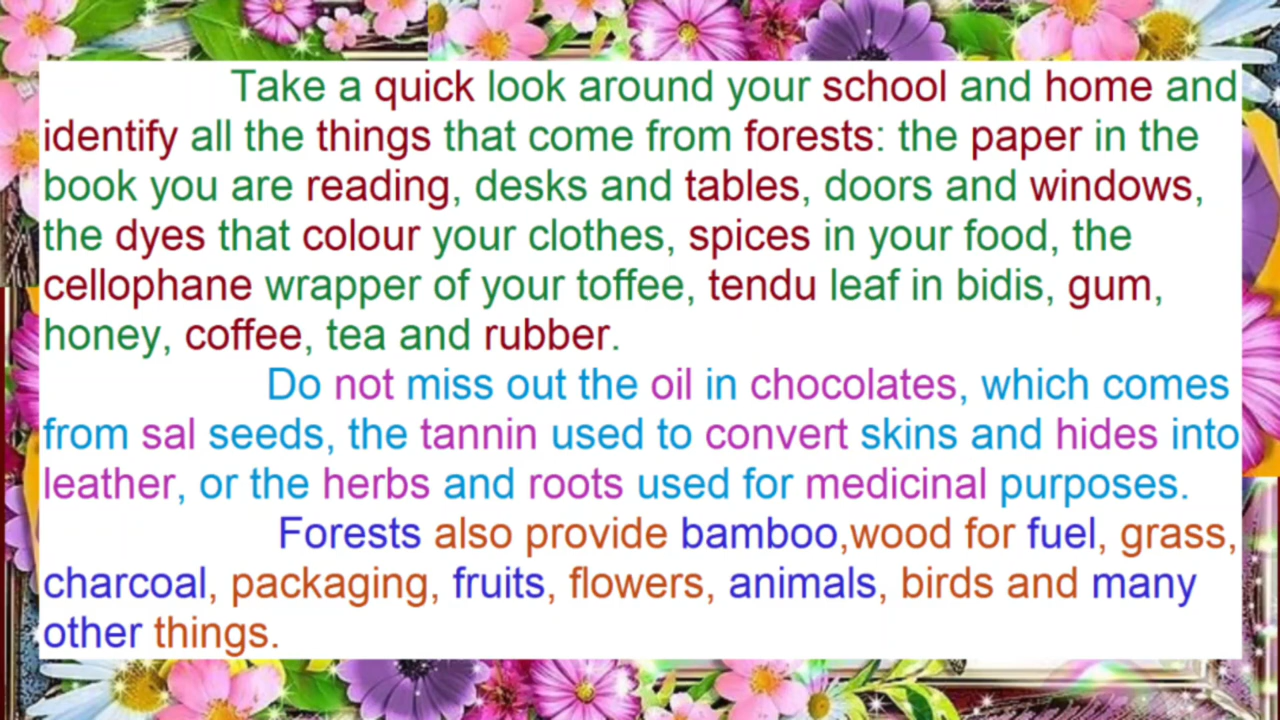 Take a quick look around your school and home and
identify all the things that come from forests: the paper in the
book you are reading, desks and tables, doors and windows,
the dyes that colour your clothes, spices in your food, the
cellophane wrapper of your toffee, tendu leaf in bidis, gum,
honey, coffee, tea and rubber.
Do not miss out the oil in chocolates, which comes
from sal seeds, the tannin used to convert skins and hides into
leather, or the herbs and roots used for medicinal purposes.
Forests also provide bamboo,wood for fuel, grass,
charcoal, packaging, fruits, flowers, animals, birds and many
other things.